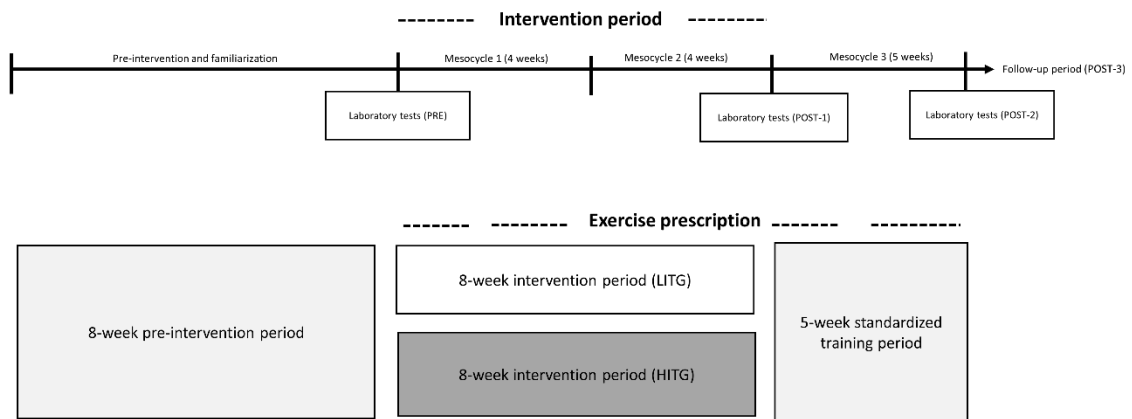 Intervention period
Pre-intervention and familiarization
Mesocycle 1 (4 weeks)
Mesocycle 2 (4 weeks)
Mesocycle 3 (5 weeks)
Follow-up period (POST-3)
Laboratory tests (PRE)
Laboratory tests (POST-1)
Laboratory tests (POST-2)
Exercise prescription
8-week pre-intervention period
8-week intervention period (LITG)
8-week intervention period (HITG)
5-week standardized
training period